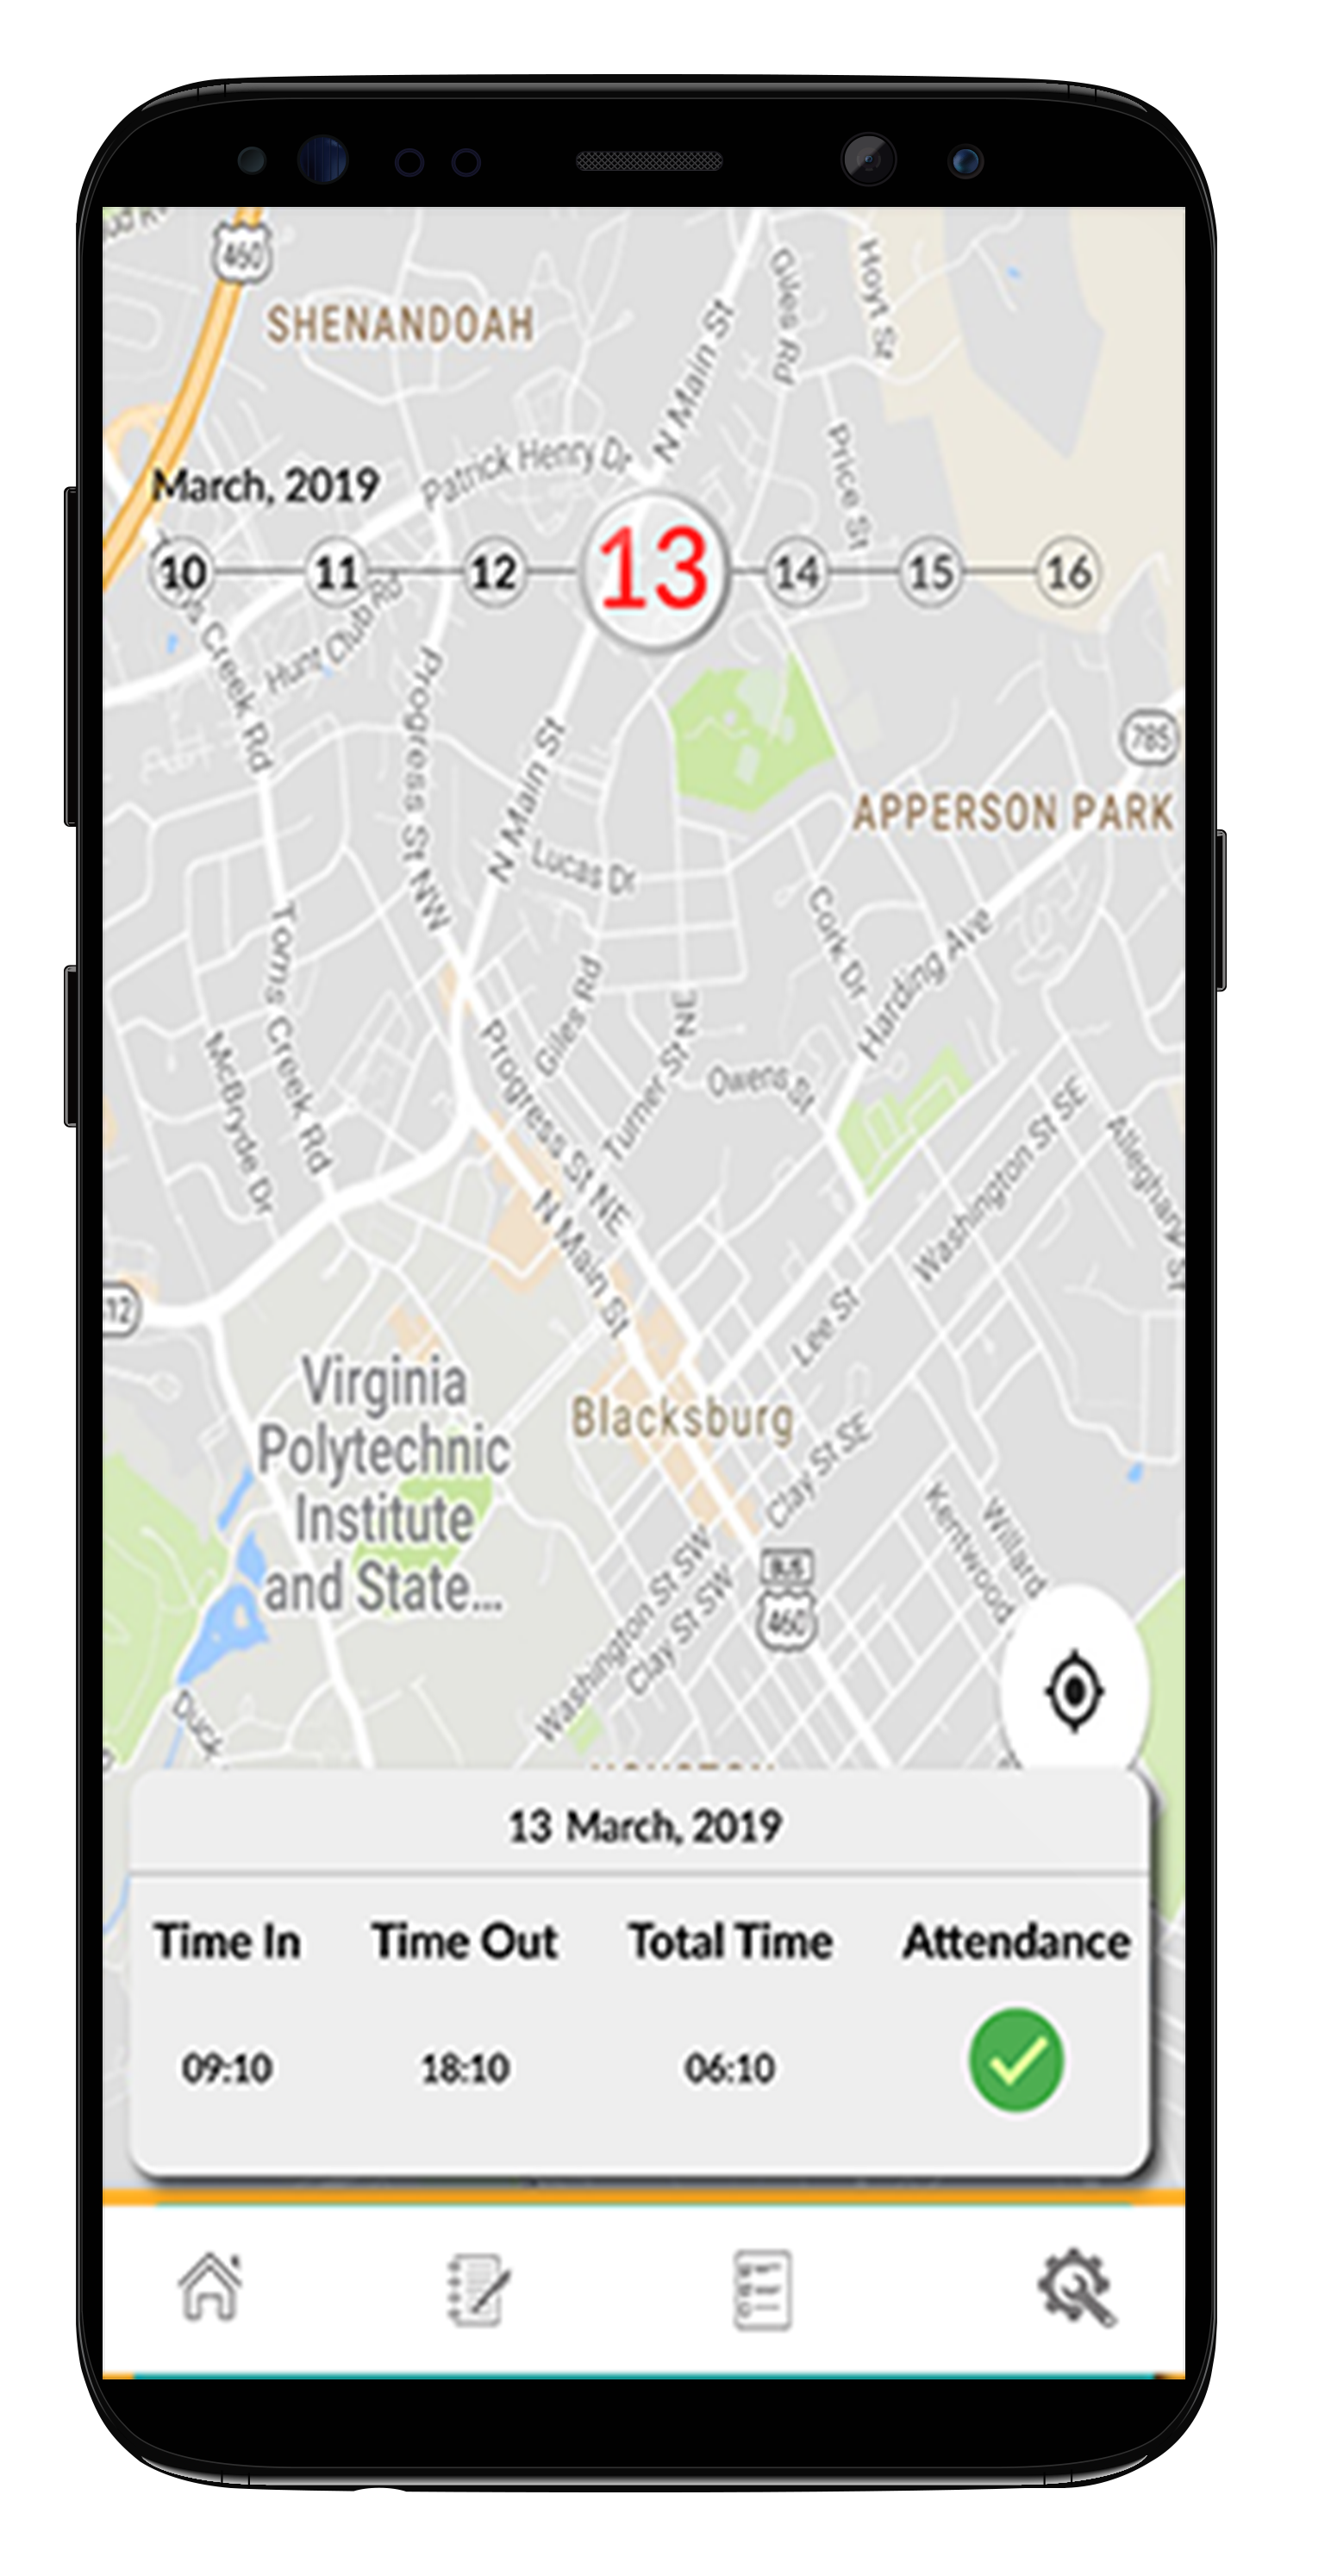 460
SHENANDOAH
N Main St
Giles Rd
Hoyt St
Patrick Henry Dr
Price St
March, 2019
10 11 12 13 14 15 16
s Creek Rd
Hunt Club Rd
Progress St NW
N Main St
785
APPERSON PARK
Lucas Dr
Cork Dr
Harding Ave
Toms Creek Rd
McBryde Dr
Giles Rd
Progress St NE
Turner St NE
Owens St
Washington St SE
Alleghany St
N Main St
12
Lee St
Virginia
Polytechnic
Institute
and State...
Blacksburg
Clay St SE
Kentwood
Willard
Washington St SW
Clay St SW
BUS
460
Duck
13 March, 2019
Time In Time Out Total Time Attendance
09:10 18:10 06:10